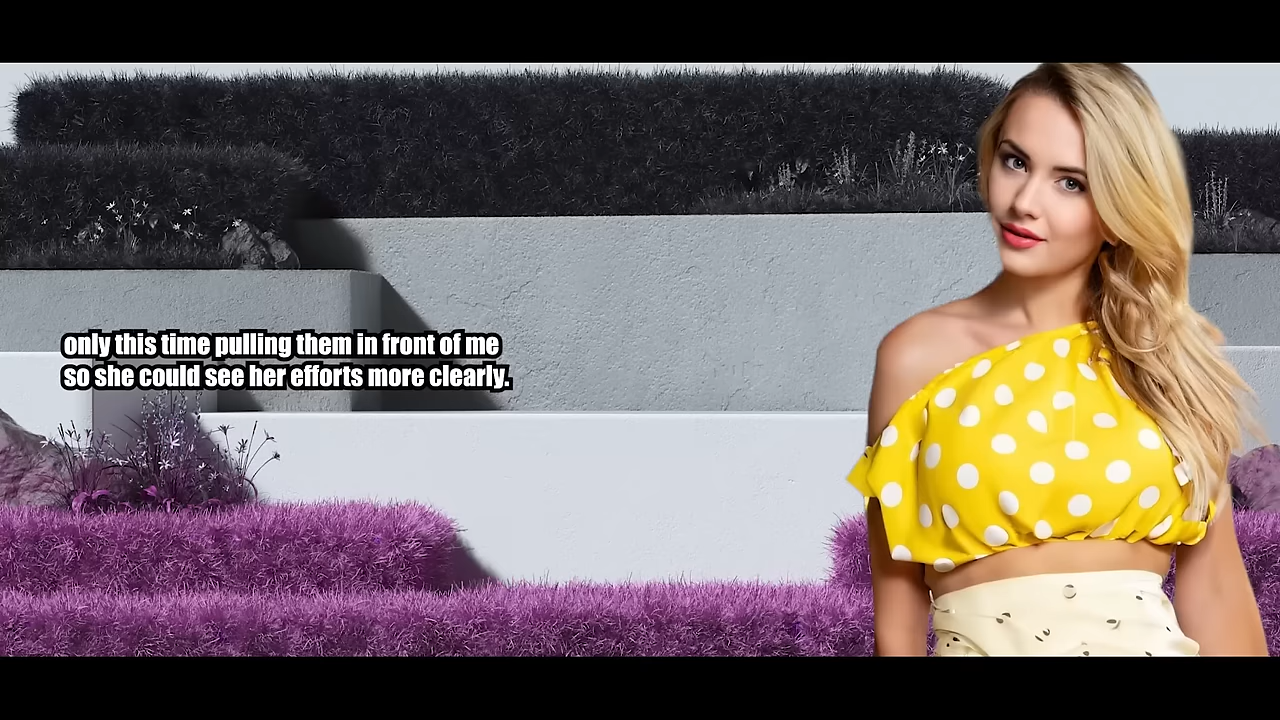 only this time pulling them in front of me
so she could see her efforts more clearly.